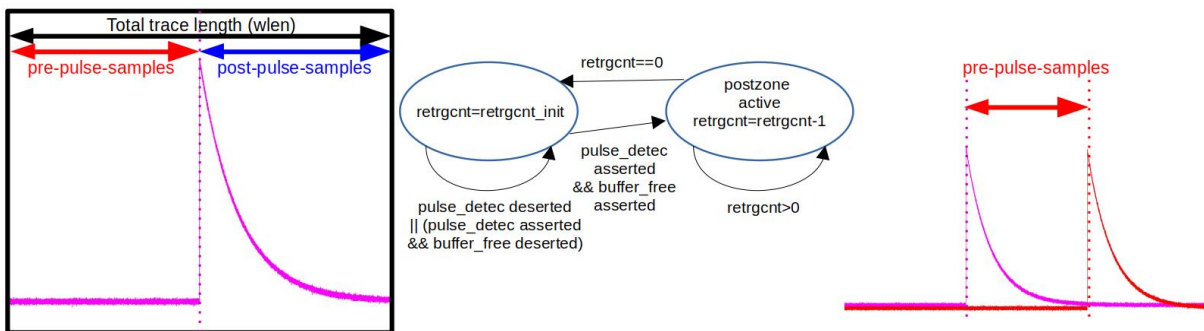 Total trace length (wlen)
pre-pulse-samples
post-pulse-samples
retrgcnt==0
retrgcnt=retrgcnt_init
postzone
active
retrgcnt=retrgcnt-1
pulse_detec
asserted
&& buffer_free
asserted
pulse_detec deserted
|| (pulse_detec asserted
&& buffer_free deserted)
retrgcnt>0
pre-pulse-samples